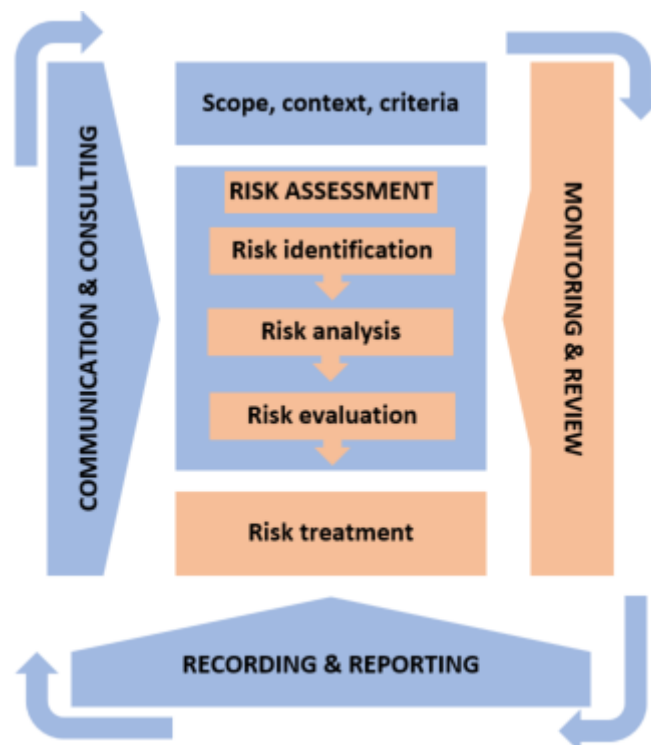 Scope, context, criteria
RISK ASSESSMENT
Risk identification
Risk analysis
Risk evaluation
Risk treatment
COMMUNICATION & CONSULTING
MONITORING & REVIEW
RECORDING & REPORTING